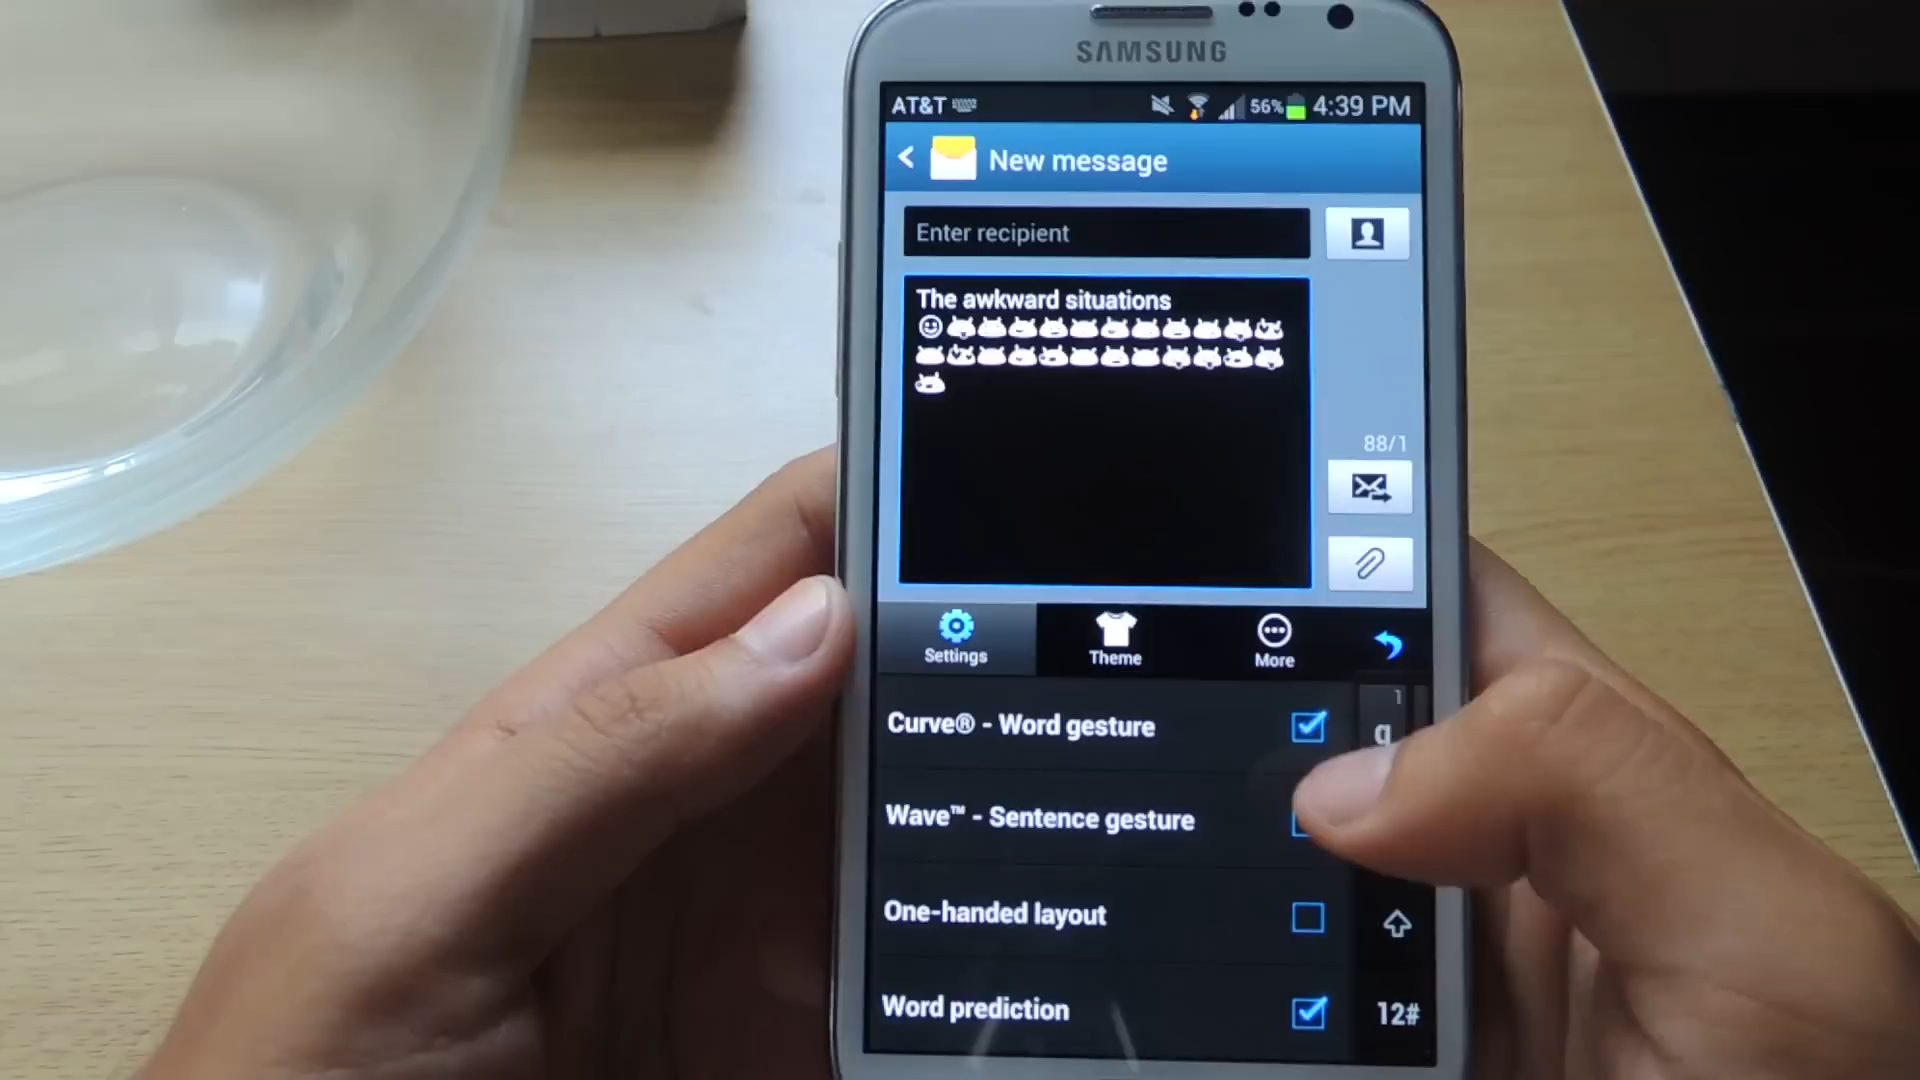 SAMSUNG
AT&T 56% 4:39 PM
New message
Enter recipient
The awkward situations
88/1
Settings
Theme
More
Curve® - Word gesture
Wave™ - Sentence gesture
One-handed layout
Word prediction
1
q
12#